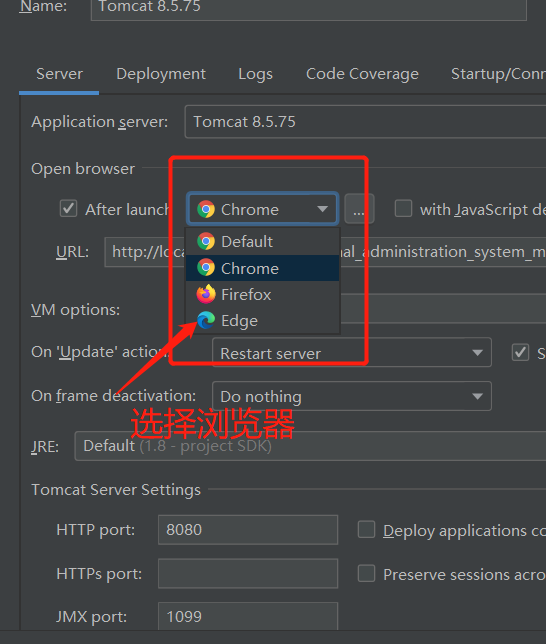 Name: Tomcat 8.5.75
Server Deployment Logs Code Coverage Startup/Conn
Application server: Tomcat 8.5.75
Open browser
After launch Chrome ... with JavaScript de
Default
URL: http://loca nal_administration_system_m
Chrome
Firefox
VM options:
Edge
On 'Update' action: Restart server S
On frame deactivation: Do nothing
选择浏览器
JRE: Default (1.8 - project SDK)
Tomcat Server Settings
HTTP port: 8080 Deploy applications co
HTTPs port: Preserve sessions acro
JMX port: 1099